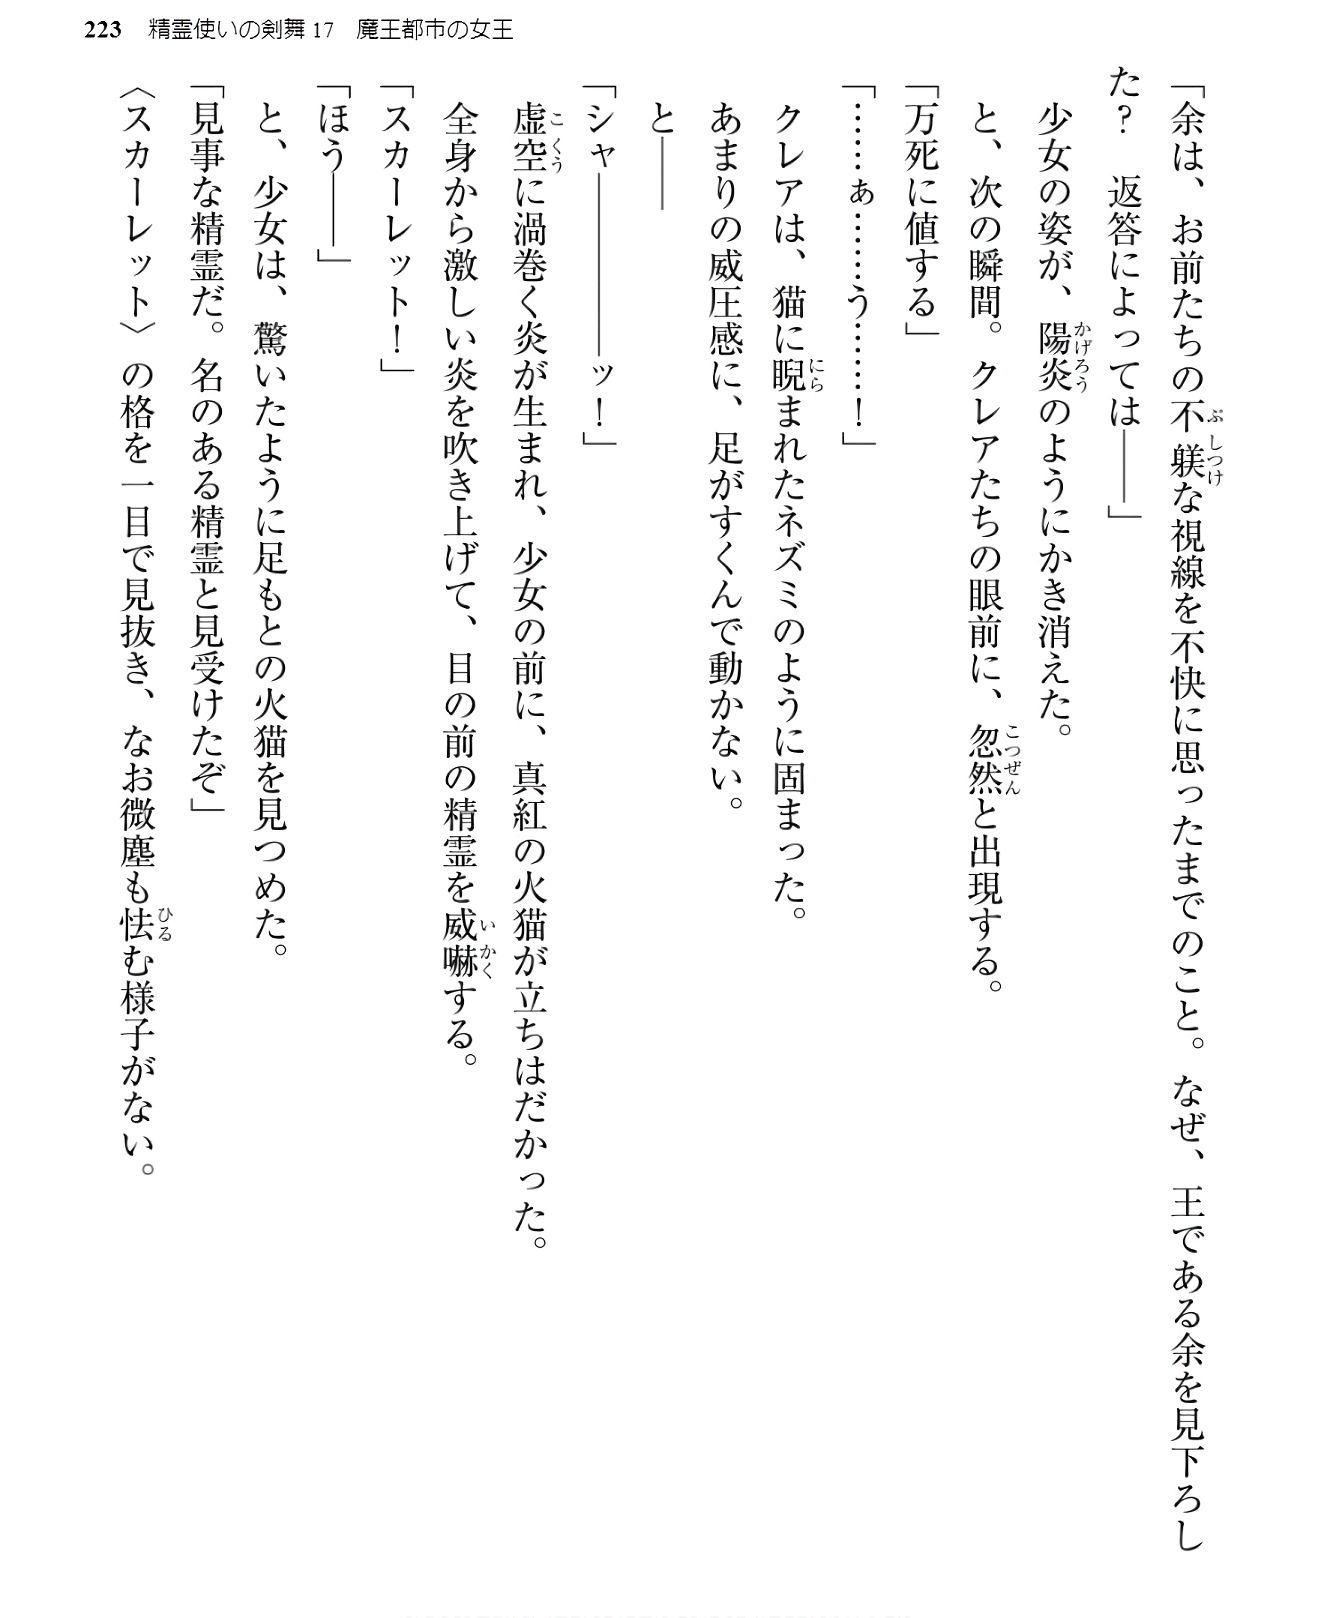 223 精霊使いの剣舞17 魔王都市の女王
「余は、お前たちの不躾な視線を不快に思ったまでのこと。なぜ、王である余を見下ろし
た? 返答によっては――」
少女の姿が、陽炎のようにかき消えた。
と、次の瞬間。クレアたちの眼前に、忽然と出現する。
「万死に値する」
「……ぁ……う……!」
クレアは、猫に睨まれたネズミのように固まった。
あまりの威圧感に、足がすくんで動かない。
と――
「シャ―――――ッ!」
虚空に渦巻く炎が生まれ、少女の前に、真紅の火猫が立ちはだかった。
全身から激しい炎を吹き上げて、目の前の精霊を威嚇する。
「スカーレット!」
「ほう――」
と、少女は、驚いたように足もとの火猫を見つめた。
「見事な精霊だ。名のある精霊と見受けたぞ」
〈スカーレット〉の格を一目で見抜き、なお微塵も怯む様子がない。